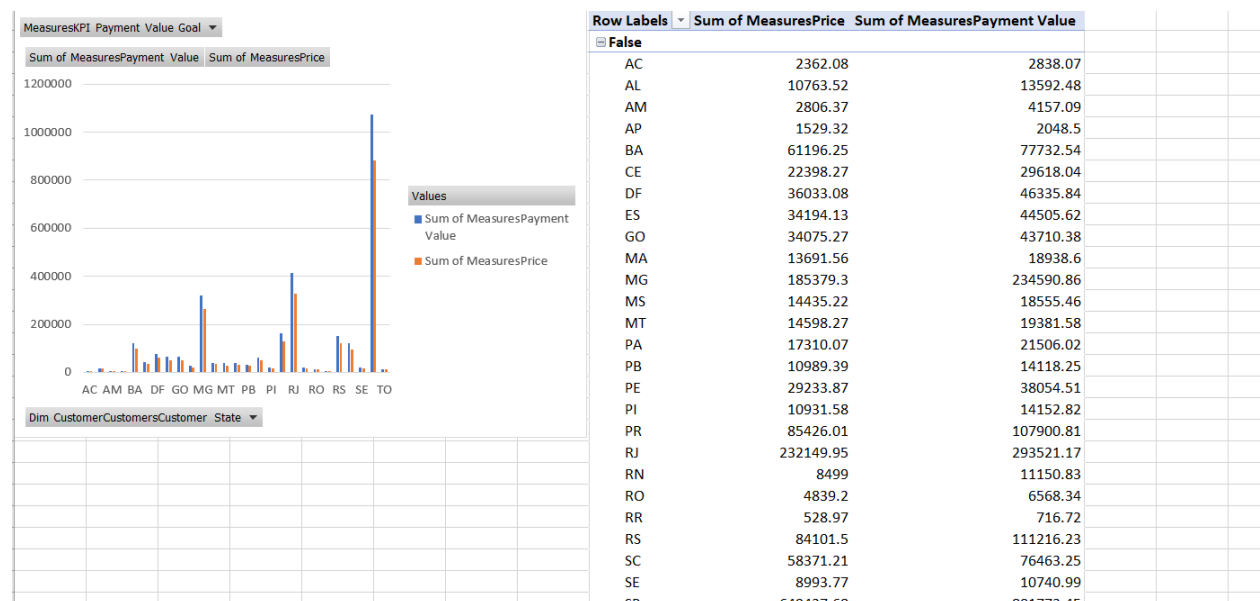 MeasuresKPI Payment Value Goal
Sum of MeasuresPayment Value Sum of MeasuresPrice
1200000
1000000
800000
600000
400000
200000
0
AC AM BA DF GO MG MT PB PI RJ RO RS SE TO
Values
Sum of MeasuresPayment
Value
Sum of MeasuresPrice
Dim CustomerCustomersCustomer State
Row Labels Sum of MeasuresPrice Sum of MeasuresPayment Value
False
AC 2362.08 2838.07
AL 10763.52 13592.48
AM 2806.37 4157.09
AP 1529.32 2048.5
BA 61196.25 77732.54
CE 22398.27 29618.04
DF 36033.08 46335.84
ES 34194.13 44505.62
GO 34075.27 43710.38
MA 13691.56 18938.6
MG 185379.3 234590.86
MS 14435.22 18555.46
MT 14598.27 19381.58
PA 17310.07 21506.02
PB 10989.39 14118.25
PE 29233.87 38054.51
PI 10931.58 14152.82
PR 85426.01 107900.81
RJ 232149.95 293521.17
RN 8499 11150.83
RO 4839.2 6568.34
RR 528.97 716.72
RS 84101.5 111216.23
SC 58371.21 76463.25
SE 8993.77 10740.99